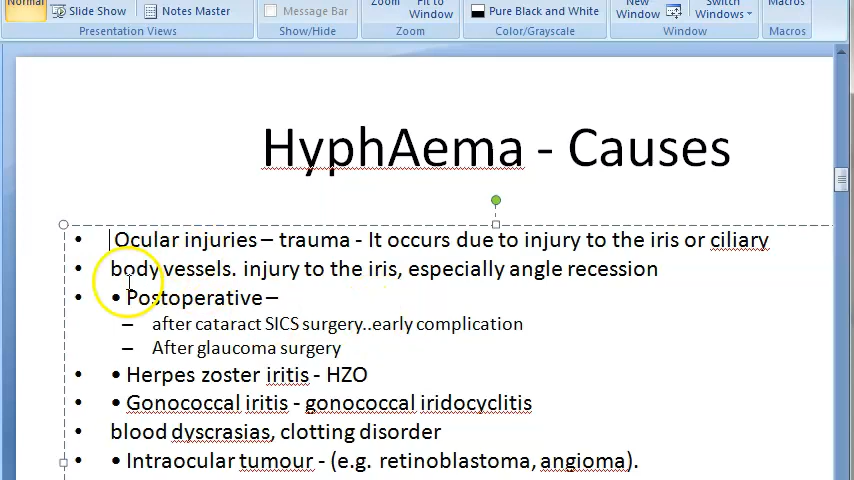 Normal
Slide Show
Notes Master
Presentation Views
Message Bar
Show/Hide
Zoom
Fit to
Window
Zoom
Pure Black and White
Color/Grayscale
New
Window
Switch
Windows
Window
Macros
Macros
HyphAema - Causes
• Ocular injuries – trauma - It occurs due to injury to the iris or ciliary
• body vessels. injury to the iris, especially angle recession
• • Postoperative –
– after cataract SICS surgery..early complication
– After glaucoma surgery
• • Herpes zoster iritis - HZO
• • Gonococcal iritis - gonococcal iridocyclitis
• blood dyscrasias, clotting disorder
• • Intraocular tumour - (e.g. retinoblastoma, angioma).